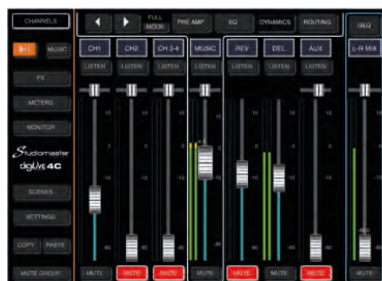 CHANNELS
FULL MODE
PRE AMP
EQ
DYNAMICS
ROUTING
GEQ
MUSIC
CH1
CH2
CH 3-4
MUSIC
REV
DEL
AUX
L-R MIX
LISTEN
LISTEN
LISTEN
LISTEN
LISTEN
LISTEN
LISTEN
FX
METERS
MONITOR
Studiomaster
digilive 4C
SCENES
SETTINGS
COPY
PASTE
MUTE GROUP
MUTE
MUTE
MUTE
MUTE
MUTE
MUTE
MUTE
MUTE